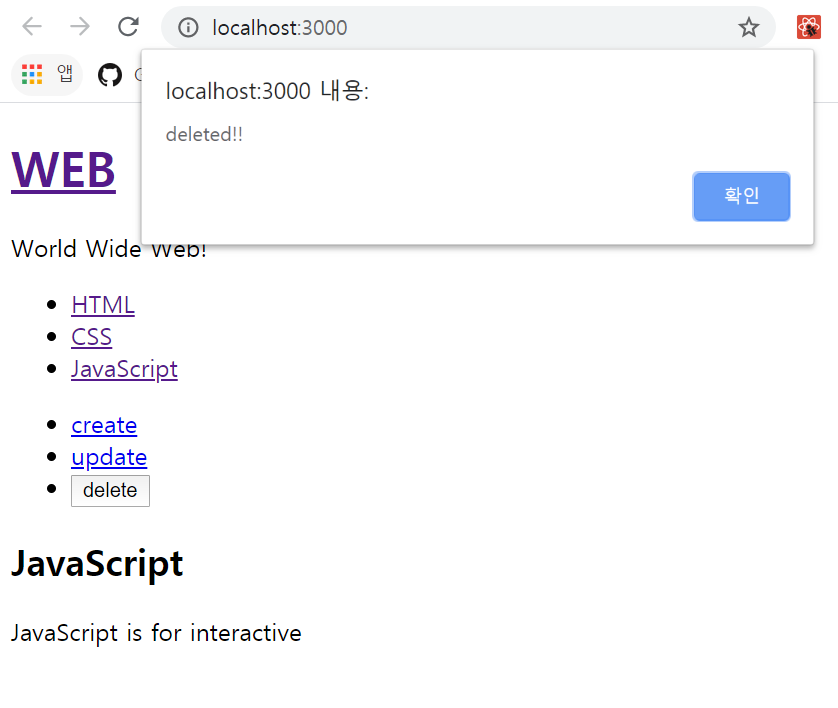 localhost:3000
앱
localhost:3000 내용:
deleted!!
확인
WEB
World Wide Web!
HTML
CSS
JavaScript
create
update
delete
JavaScript
JavaScript is for interactive